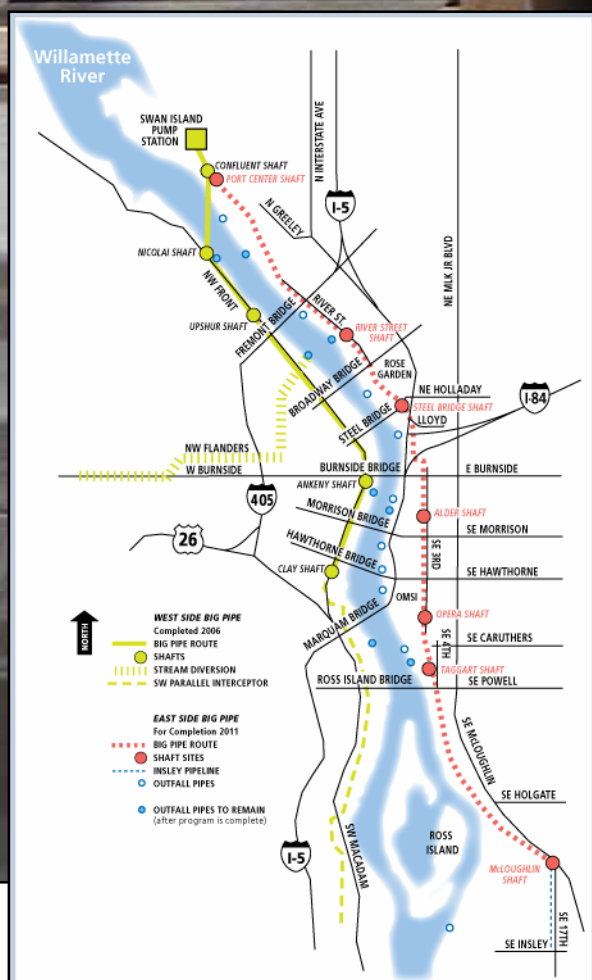 Willamette
River
SWAN ISLAND
PUMP
STATION
CONFLUENT SHAFT
PORT CENTER SHAFT
N INTERSTATE AVE
I-5
N GREELEY
NE MLK JR BLVD
NICOLAI SHAFT
NW FRONT
UPSHUR SHAFT
FREMONT BRIDGE
RIVER ST.
RIVER STREET
SHAFT
ROSE
GARDEN
BROADWAY BRIDGE
NE HOLLADAY
I-84
STEEL BRIDGE SHAFT
LLOYD
STEEL BRIDGE
NW FLANDERS
W BURNSIDE
BURNSIDE BRIDGE
E BURNSIDE
ANKENY SHAFT
405
MORRISON BRIDGE
ALDER SHAFT
SE MORRISON
26
HAWTHORNE BRIDGE
SE 3RD
SE HAWTHORNE
CLAY SHAFT
OMSI
MARQUAM BRIDGE
OPERA SHAFT
SE 4TH
SE CARUTHERS
TAGGART SHAFT
ROSS ISLAND BRIDGE
SE POWELL
NORTH
WEST SIDE BIG PIPE
Completed 2006
BIG PIPE ROUTE
SHAFTS
STREAM DIVERSION
SW PARALLEL INTERCEPTOR
EAST SIDE BIG PIPE
For Completion 2011
BIG PIPE ROUTE
SHAFT SITES
INSLEY PIPELINE
OUTFALL PIPES
OUTFALL PIPES TO REMAIN
(after program is complete)
SE McLOUGHLIN
SE HOLGATE
ROSS
ISLAND
I-5
SW MACADAM
McLOUGHLIN
SHAFT
SE 17TH
SE INSLEY